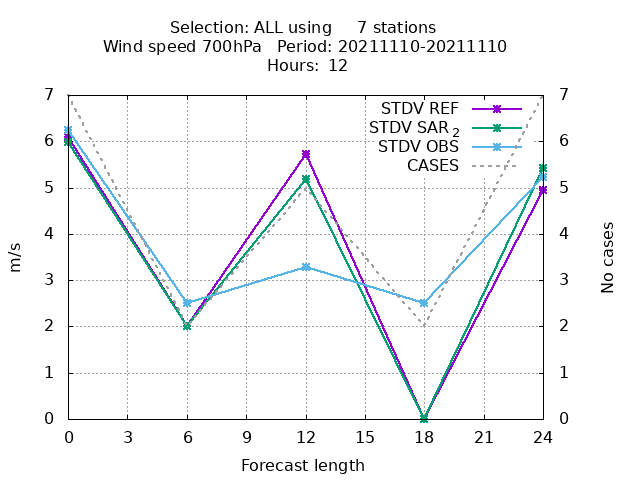 Selection: ALL using     7 stations
Wind speed 700hPa   Period: 20211110-20211110
Hours:  12
7 7
STDV REF
6 STDV SAR 2 6
STDV OBS
CASES
5 5
4 4
m/s No cases
3 3
2 2
1 1
0 0
0 3 6 9 12 15 18 21 24
Forecast length